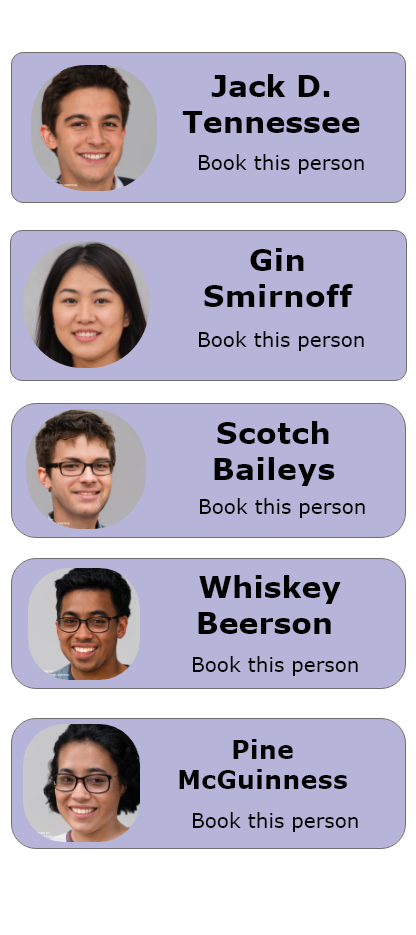 Jack D.
Tennessee
Book this person
Gin
Smirnoff
Book this person
Scotch
Baileys
Book this person
Whiskey
Beerson
Book this person
Pine
McGuinness
Book this person